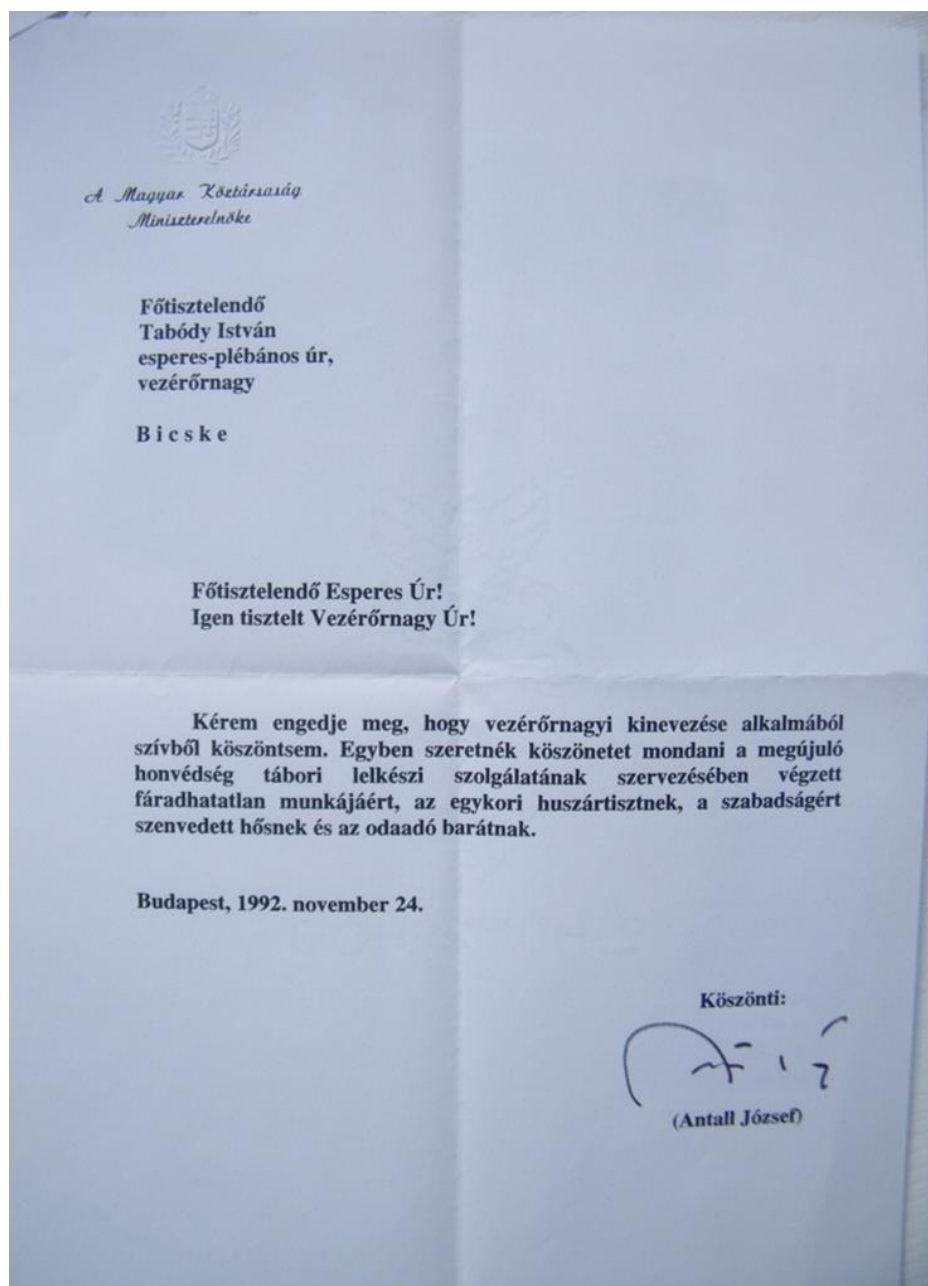 A Magyar Köztársaság
Miniszterelnöke
Főtisztelendő
Tabódy István
esperes-plébános úr,
vezérőrnagy
B i c s k e
Főtisztelendő Esperes Úr!
Igen tisztelt Vezérőrnagy Úr!
Kérem engedje meg, hogy vezérőrnagyi kinevezése alkalmából
szívből köszöntsem. Egyben szeretnék köszönetet mondani a megújuló
honvédség tábori lelkészi szolgálatának szervezésében végzett
fáradhatatlan munkájáért, az egykori huszártisztnek, a szabadságért
szenvedett hősnek és az odaadó barátnak.
Budapest, 1992. november 24.
Köszönti:
(Antall József)